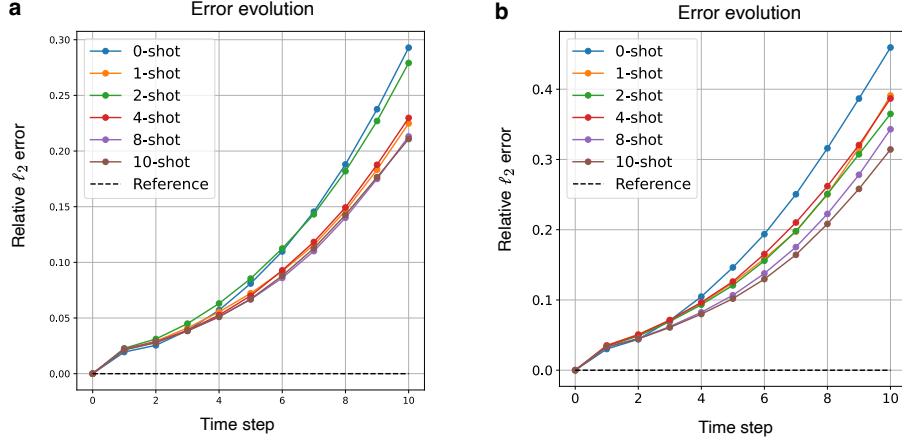 a
Error evolution
0.30
0.25
0.20
0.15
0.10
0.05
0.00
Relative ℓ₂ error
0-shot
1-shot
2-shot
4-shot
8-shot
10-shot
Reference
0 2 4 6 8 10
Time step
b
Error evolution
0.4
0.3
0.2
0.1
0.0
Relative ℓ₂ error
0-shot
1-shot
2-shot
4-shot
8-shot
10-shot
Reference
0 2 4 6 8 10
Time step